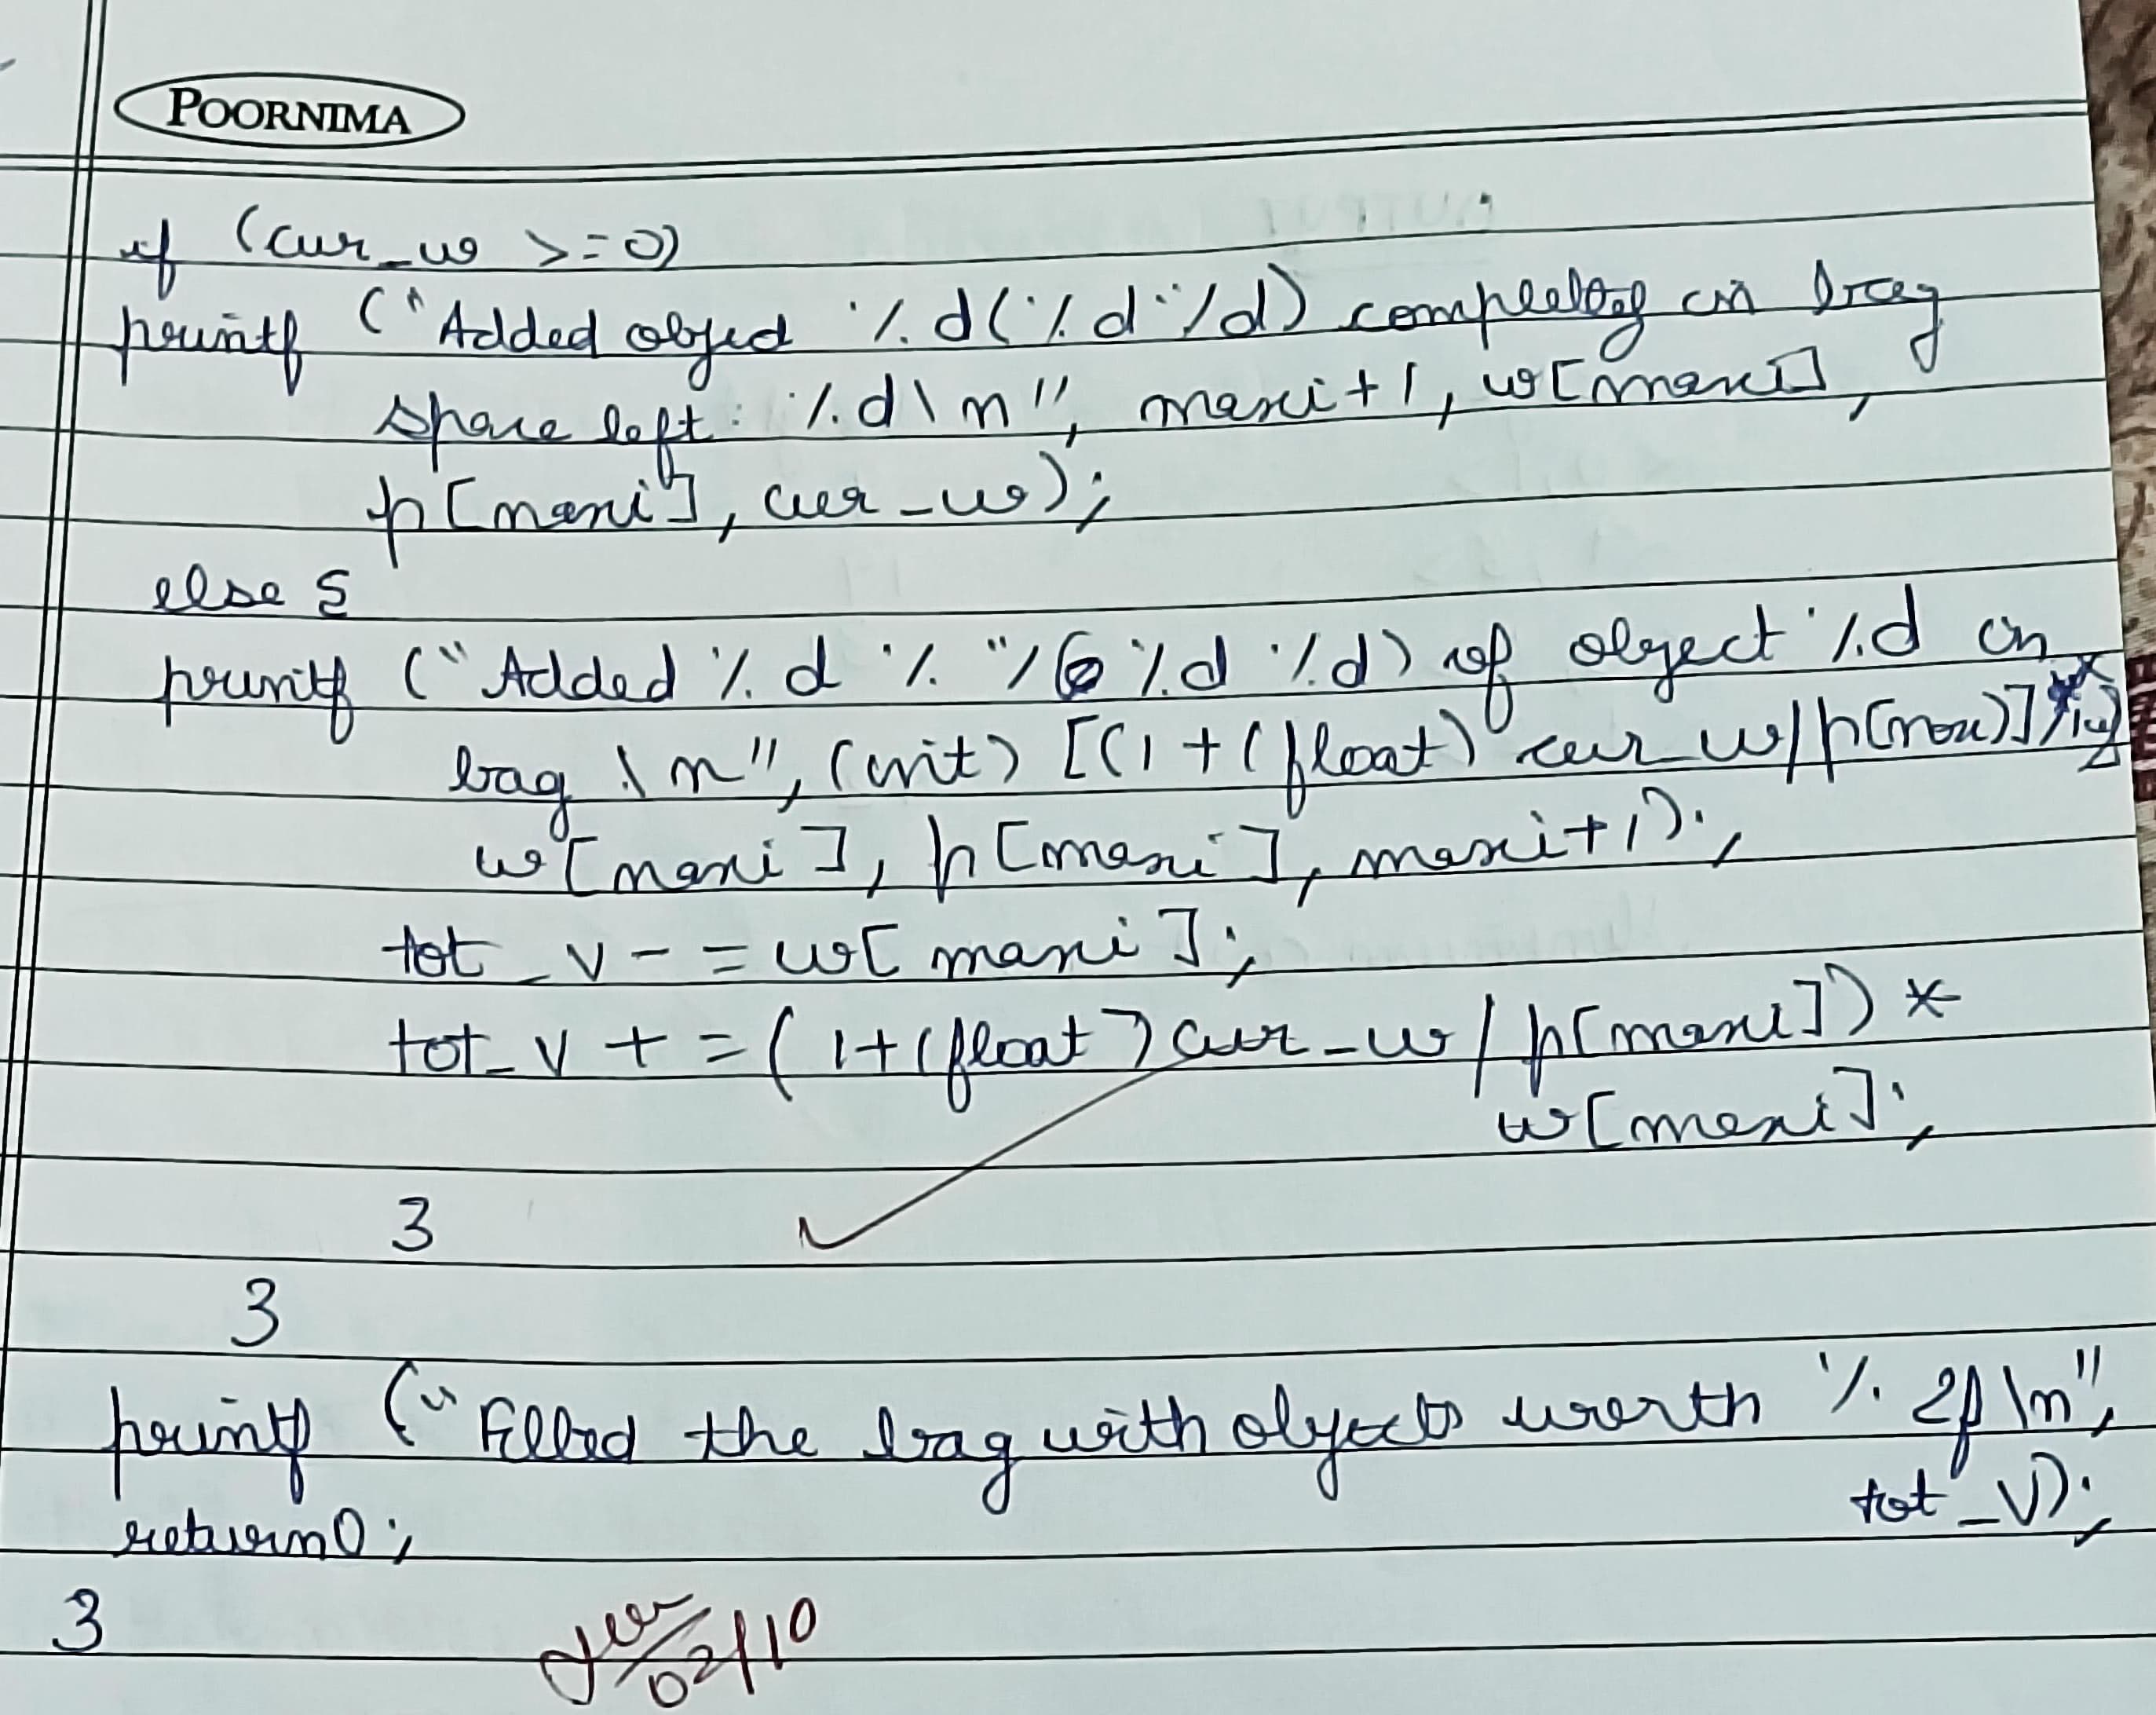 POORNIMA
if (cur_w >=0)
printf ("Added object %d(%d %d) completely in bag
space left: %d\n", maxi+1, w[maxi],
p[maxi], cur_w);
else {
printf ("Added %d % %d %d) of object %d in
bag \n", (int) [(1+(float) cur_w/p[max)]
w[maxi], p[maxi], maxi+1);
tot_v -= w[maxi];
tot_v +=(1+(float) cur_w/p[maxi]) *
w[maxi];
}
}
printf ("Filled the bag with objects worth %.2f\n",
tot_v);
return0;
}
02/10